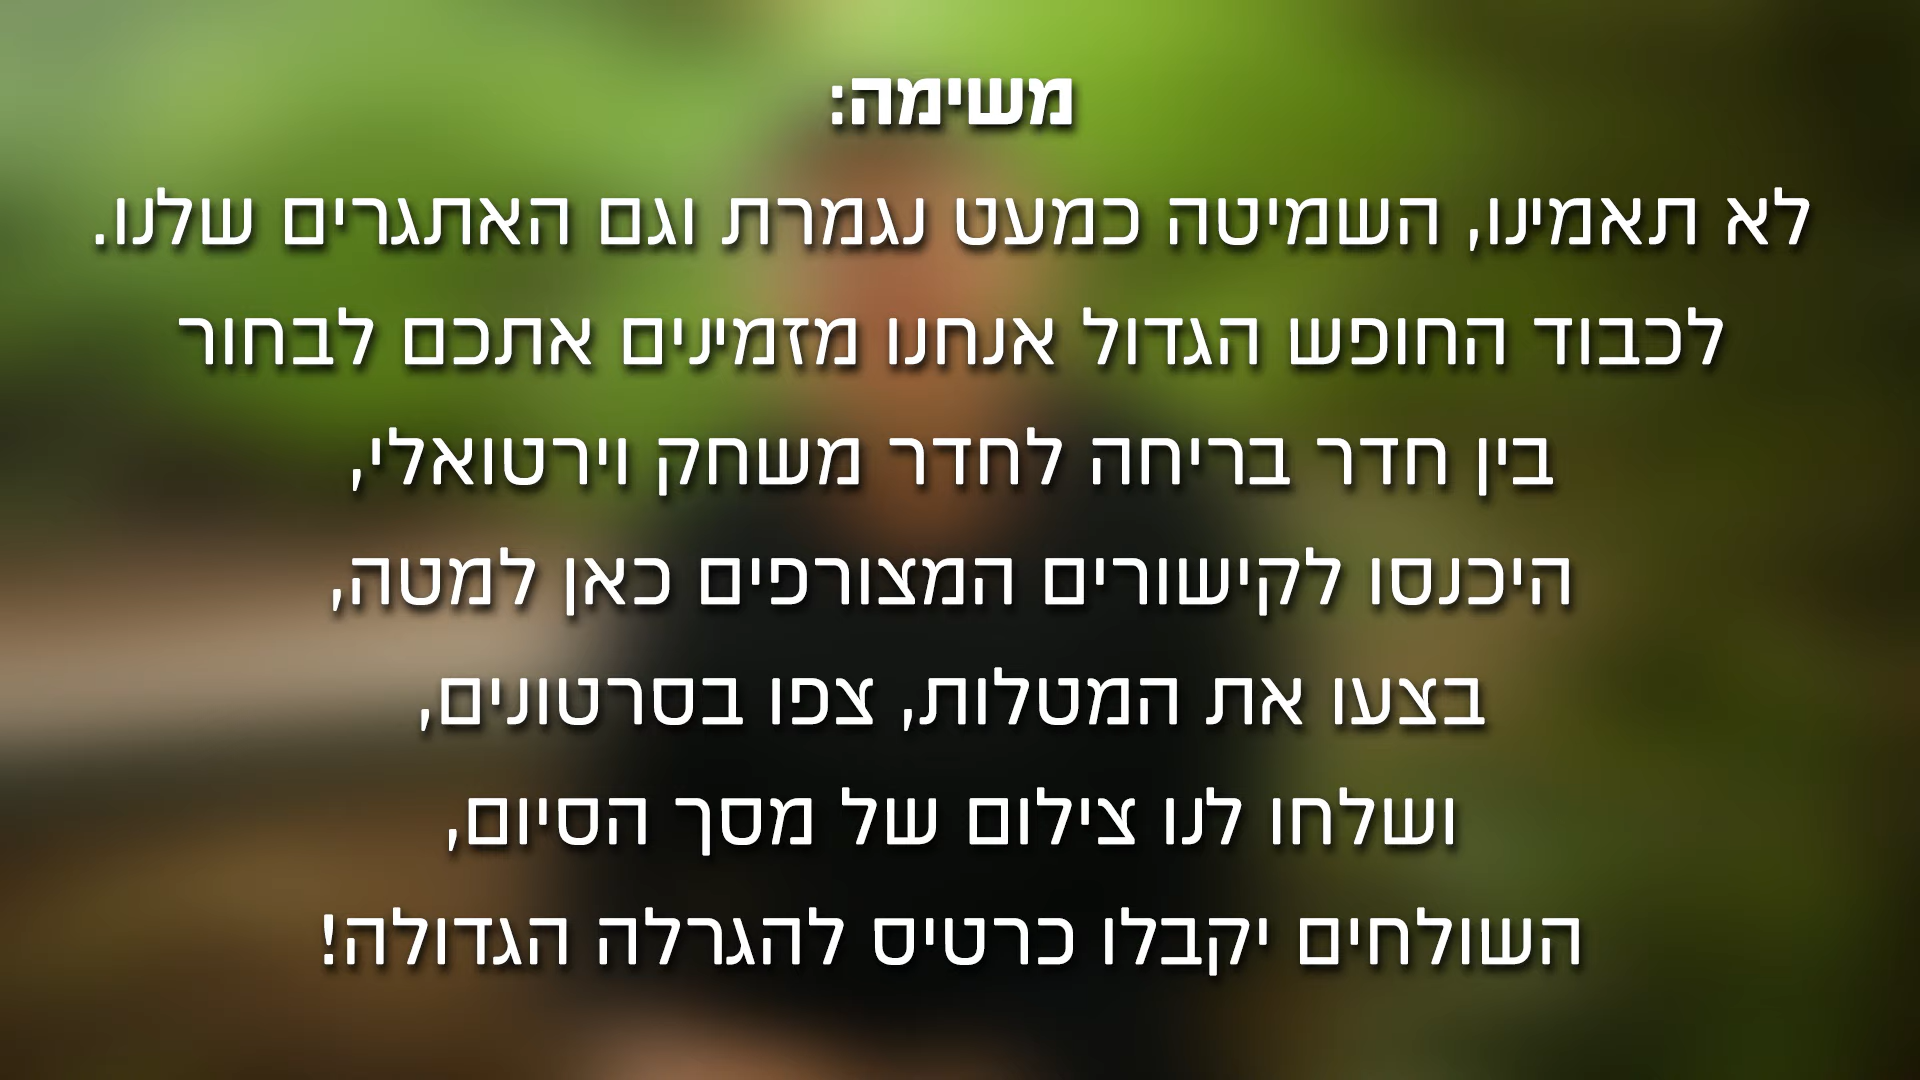 משימה:
לא תאמינו, השמיטה כמעט נגמרת וגם האתגרים שלנו.
לכבוד החופש הגדול אנחנו מזמינים אתכם לבחור
בין חדר בריחה לחדר משחק וירטואלי,
היכנסו לקישורים המצורפים כאן למטה,
בצעו את המטלות, צפו בסרטונים,
ושלחו לנו צילום של מסך הסיום,
השולחים יקבלו כרטיס להגרלה הגדולה!